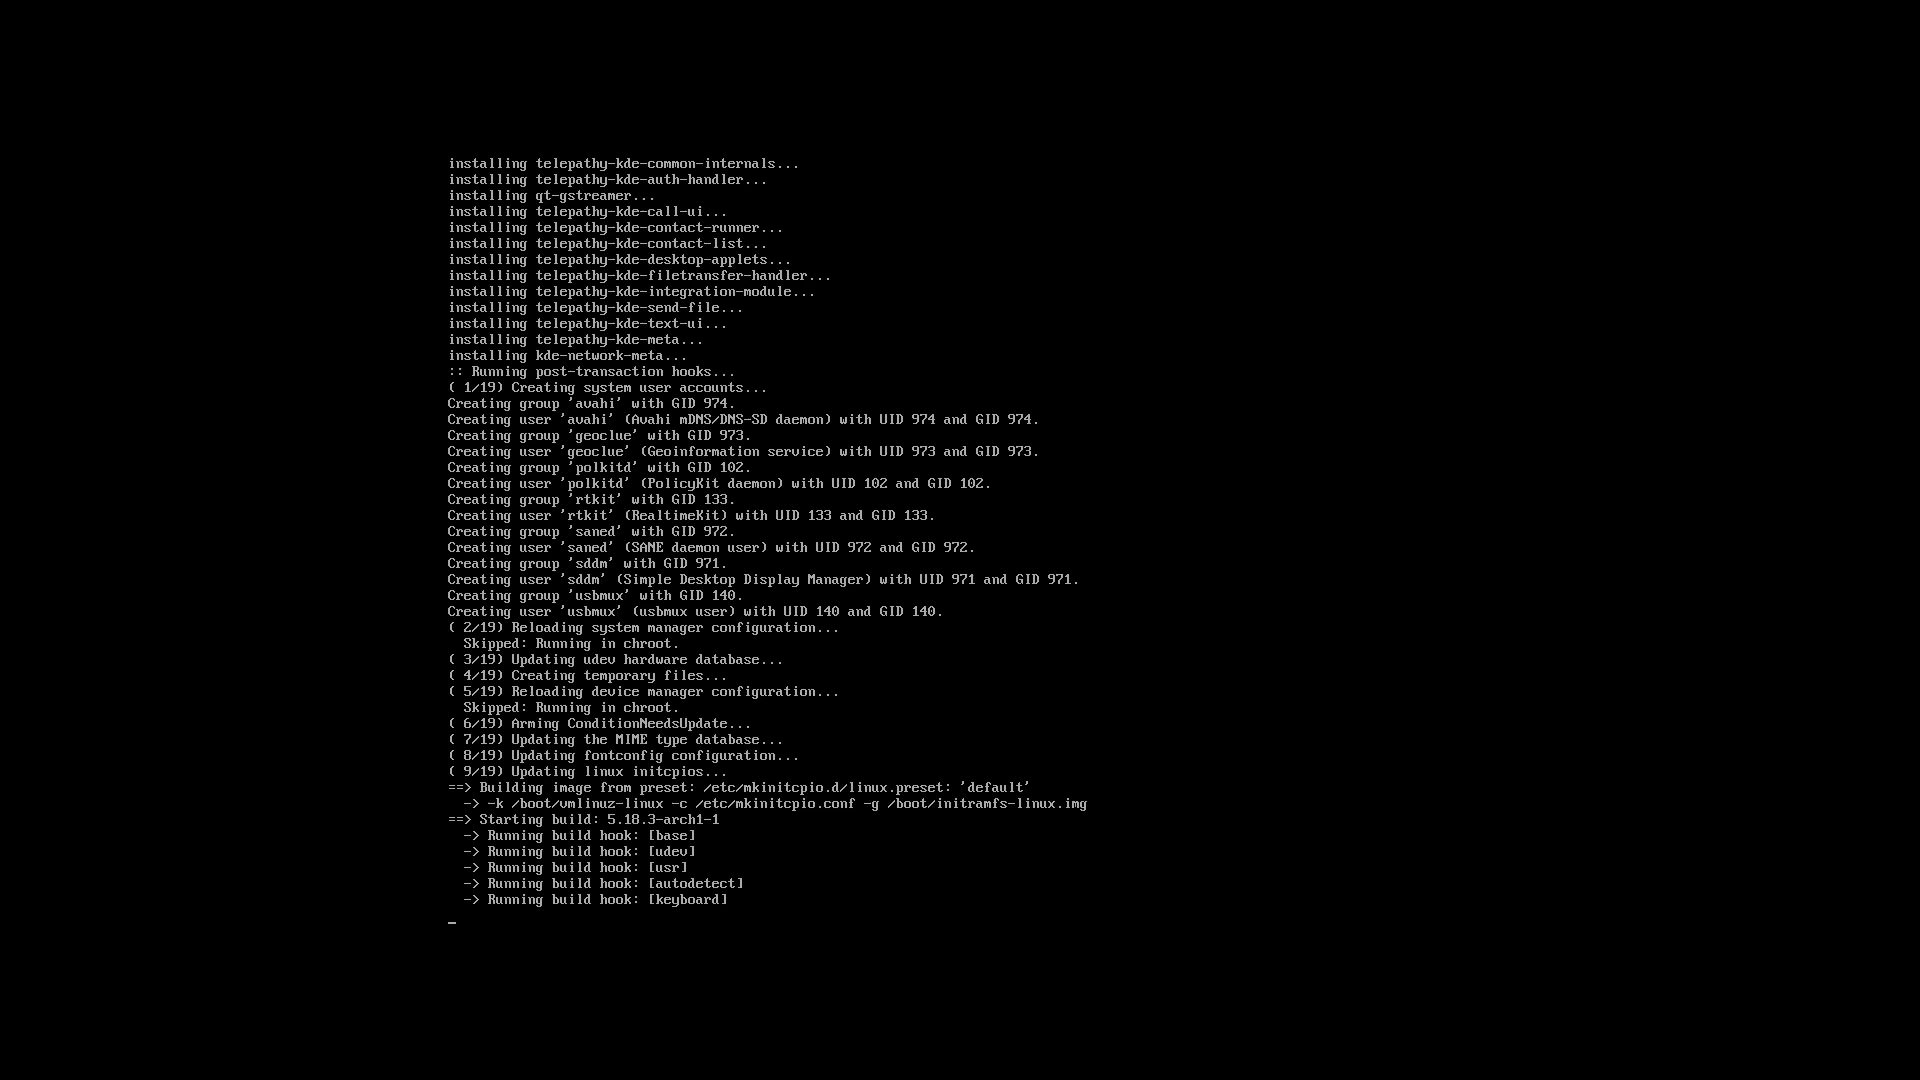 installing telepathy-kde-common-internals...
installing telepathy-kde-auth-handler...
installing qt-gstreamer...
installing telepathy-kde-call-ui...
installing telepathy-kde-contact-runner...
installing telepathy-kde-contact-list...
installing telepathy-kde-desktop-applets...
installing telepathy-kde-filetransfer-handler...
installing telepathy-kde-integration-module...
installing telepathy-kde-send-file...
installing telepathy-kde-text-ui...
installing telepathy-kde-meta...
installing kde-network-meta...
:: Running post-transaction hooks...
( 1/19) Creating system user accounts...
Creating group 'avahi' with GID 974.
Creating user 'avahi' (Avahi mDNS/DNS-SD daemon) with UID 974 and GID 974.
Creating group 'geoclue' with GID 973.
Creating user 'geoclue' (Geoinformation service) with UID 973 and GID 973.
Creating group 'polkitd' with GID 102.
Creating user 'polkitd' (PolicyKit daemon) with UID 102 and GID 102.
Creating group 'rtkit' with GID 133.
Creating user 'rtkit' (RealtimeKit) with UID 133 and GID 133.
Creating group 'saned' with GID 972.
Creating user 'saned' (SANE daemon user) with UID 972 and GID 972.
Creating group 'sddm' with GID 971.
Creating user 'sddm' (Simple Desktop Display Manager) with UID 971 and GID 971.
Creating group 'usbmux' with GID 140.
Creating user 'usbmux' (usbmux user) with UID 140 and GID 140.
( 2/19) Reloading system manager configuration...
  Skipped: Running in chroot.
( 3/19) Updating udev hardware database...
( 4/19) Creating temporary files...
( 5/19) Reloading device manager configuration...
  Skipped: Running in chroot.
( 6/19) Arming ConditionNeedsUpdate...
( 7/19) Updating the MIME type database...
( 8/19) Updating fontconfig configuration...
( 9/19) Updating linux initcpios...
==> Building image from preset: /etc/mkinitcpio.d/linux.preset: 'default'
  -> -k /boot/vmlinuz-linux -c /etc/mkinitcpio.conf -g /boot/initramfs-linux.img
==> Starting build: 5.18.3-arch1-1
  -> Running build hook: [base]
  -> Running build hook: [udev]
  -> Running build hook: [usr]
  -> Running build hook: [autodetect]
  -> Running build hook: [keyboard]
_